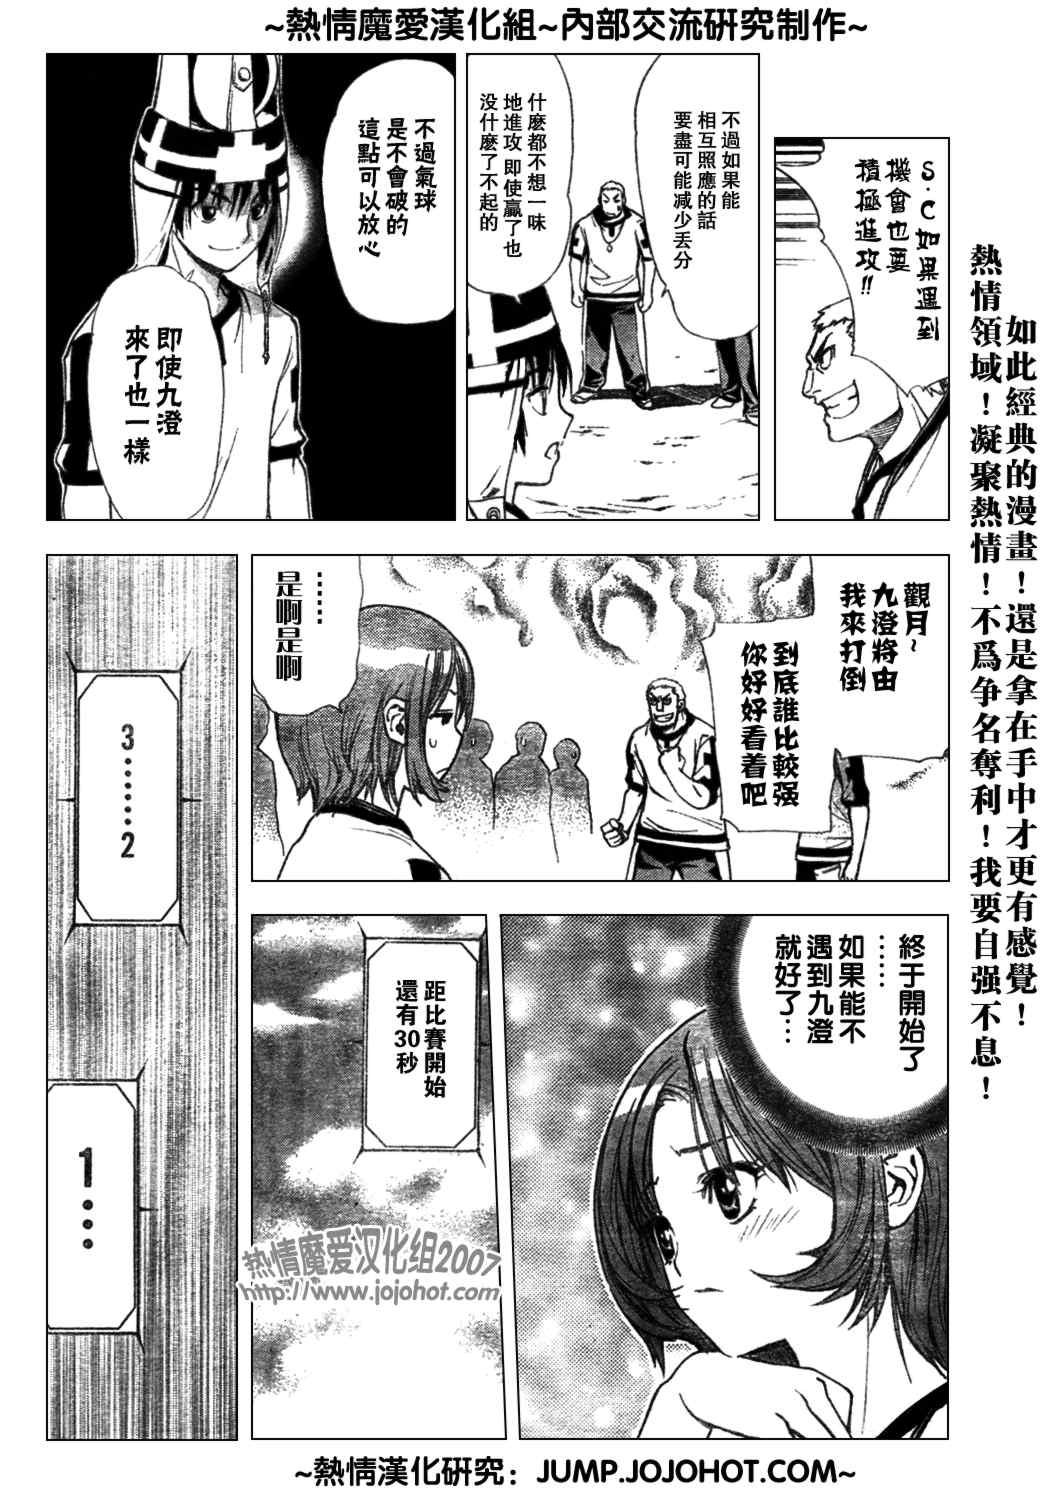 ~熱情魔愛漢化組~內部交流研究制作~
S·C如果遇到
機會也要
積極進攻!!
不過如果能
相互照應的話
要盡可能減少丟分
什麼都不想一味
地進攻 即使贏了也
没什麼了不起的
不過氣球
是不會破的
這點可以放心
即使九澄
來了也一樣
觀月~
九澄將由
我來打倒
到底誰比較强
你好好看着吧
……
是啊是啊
終于開始了
……
如果能不
遇到九澄
就好了…
距比賽開始
還有30秒
3……2
1…
如此經典的漫畫！還是拿在手中才更有感覺！
熱情領域！凝聚熱情！不爲争名奪利！我要自强不息！
热情魔爱汉化组2007
http://www.jojohot.com
~熱情漢化研究：JUMP.JOJOHOT.COM~